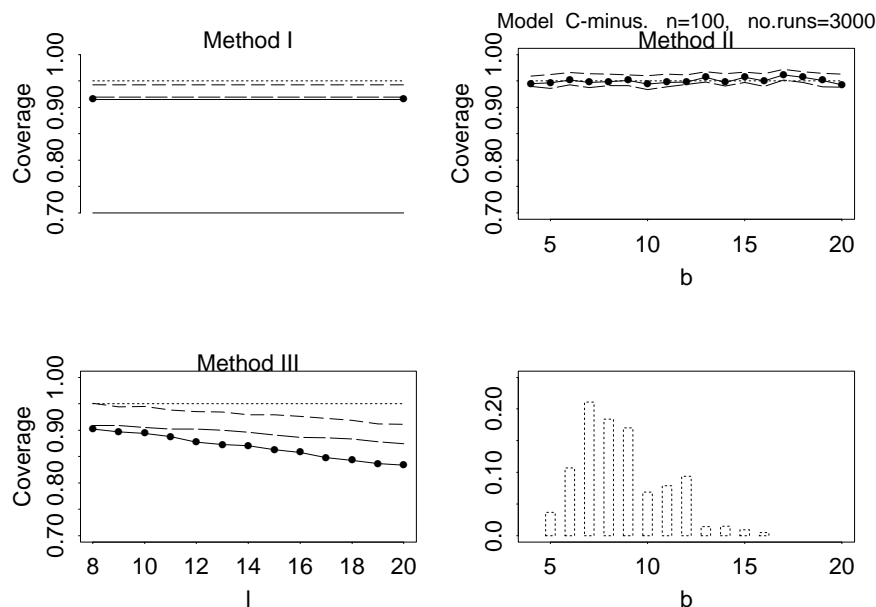 Model C-minus. n=100, no.runs=3000
Method I
Coverage
0.70 0.80 0.90 1.00
Method II
Coverage
0.70 0.80 0.90 1.00
5 10 15 20
b
Method III
Coverage
0.70 0.80 0.90 1.00
8 10 12 14 16 18 20
l
0.0 0.10 0.20
5 10 15 20
b